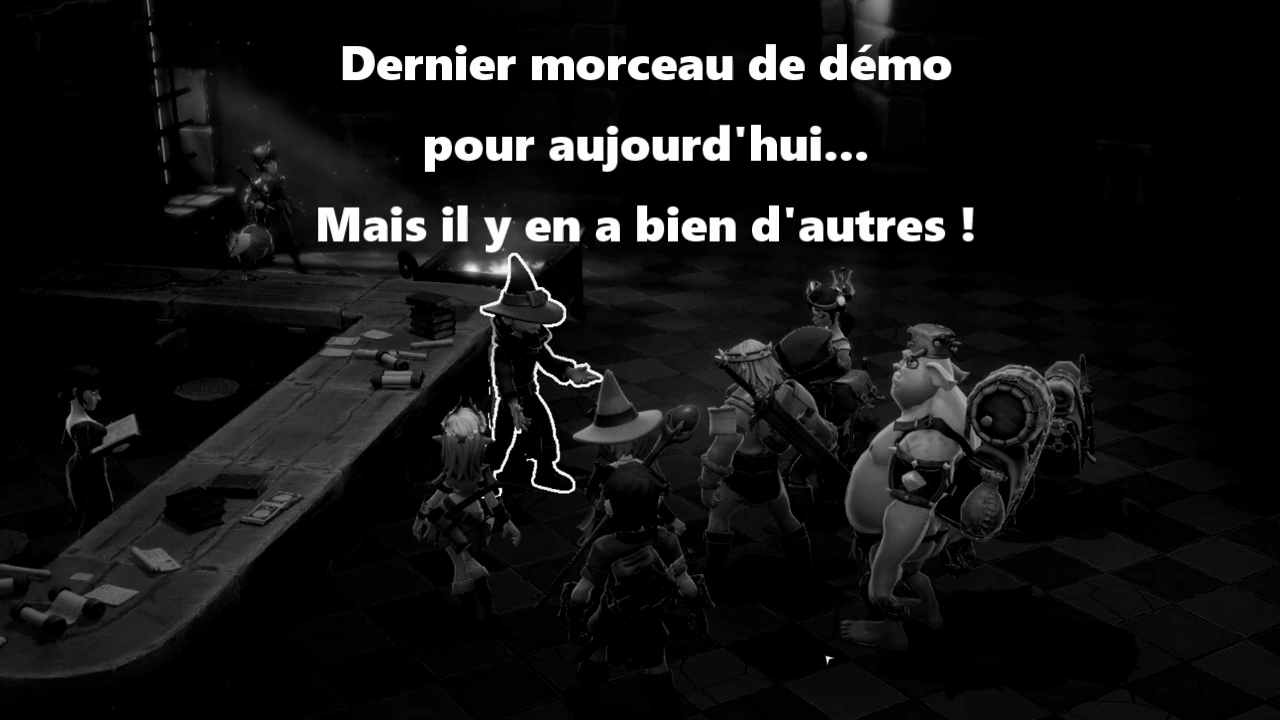 Dernier morceau de démo
pour aujourd'hui...
Mais il y en a bien d'autres !